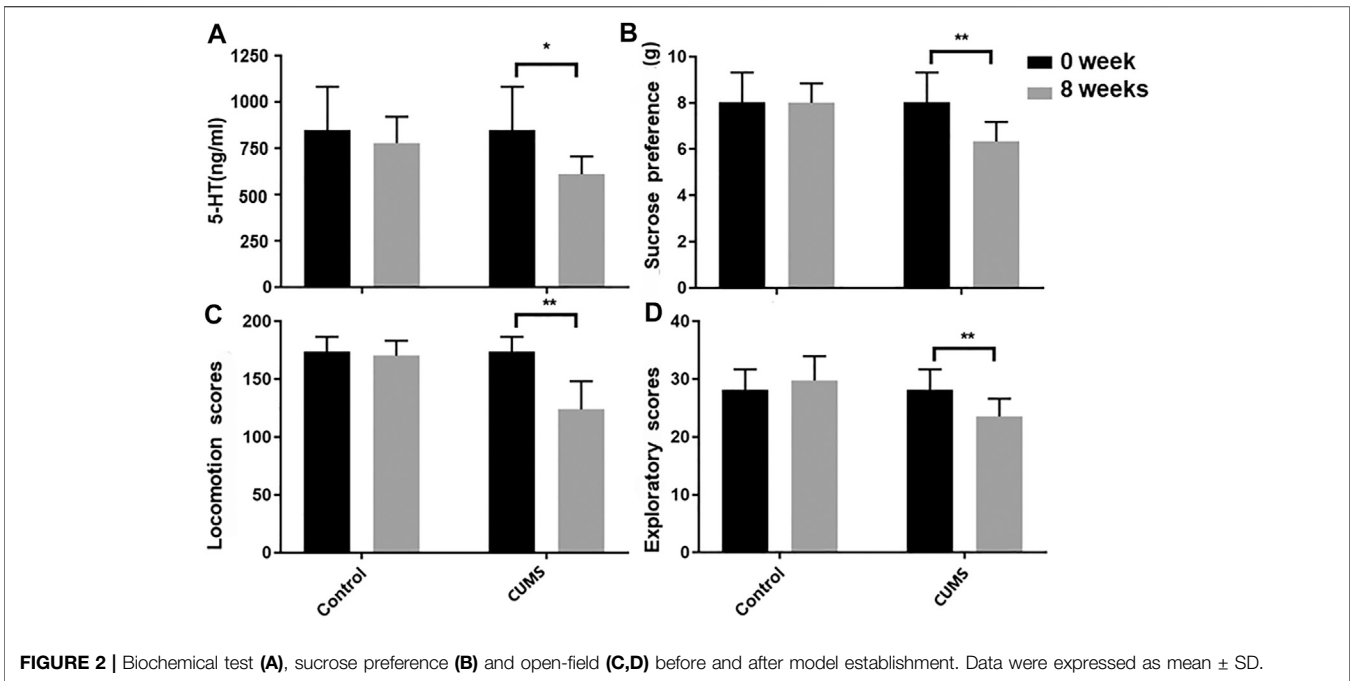 A
1250
1000
750
500
250
0
5-HT(ng/ml)
*
B
10
8
6
4
2
0
Sucrose preference (g)
**
0 week
8 weeks
C
200
150
100
50
0
Locomotion scores
**
Control
CUMS
D
40
30
20
10
0
Exploratory scores
**
Control
CUMS
FIGURE 2 | Biochemical test (A), sucrose preference (B) and open-field (C,D) before and after model establishment. Data were expressed as mean ± SD.